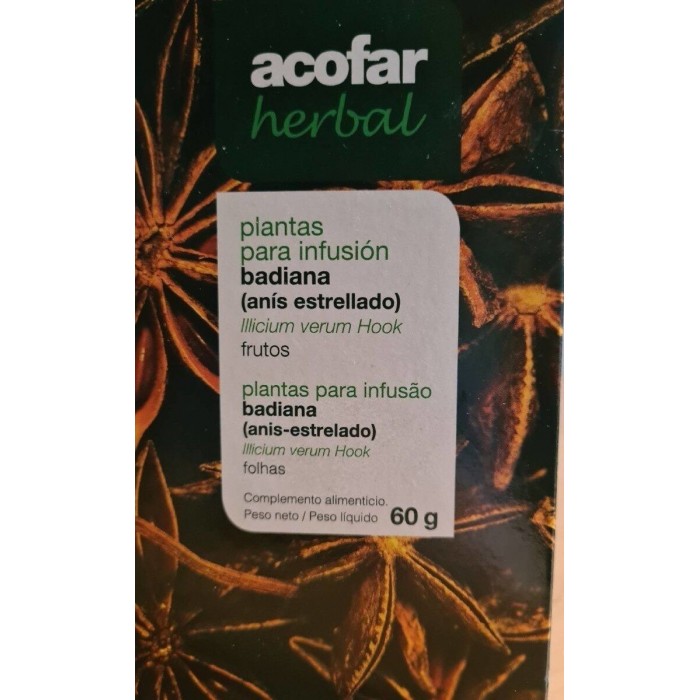 acofar
herbal
plantas
para infusión
badiana
(anís estrellado)
Illicium verum Hook
frutos
plantas para infusão
badiana
(anis-estrelado)
Illicium verum Hook
folhas
Complemento alimenticio.
Peso neto / Peso líquido 60 g